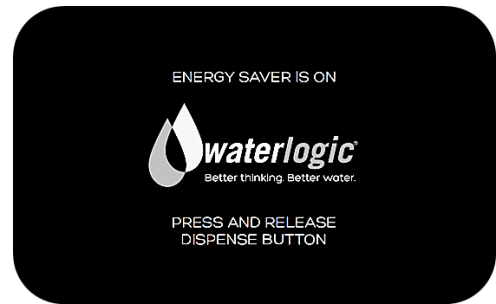 ENERGY SAVER IS ON
waterlogic®
Better thinking. Better water.
PRESS AND RELEASE
DISPENSE BUTTON